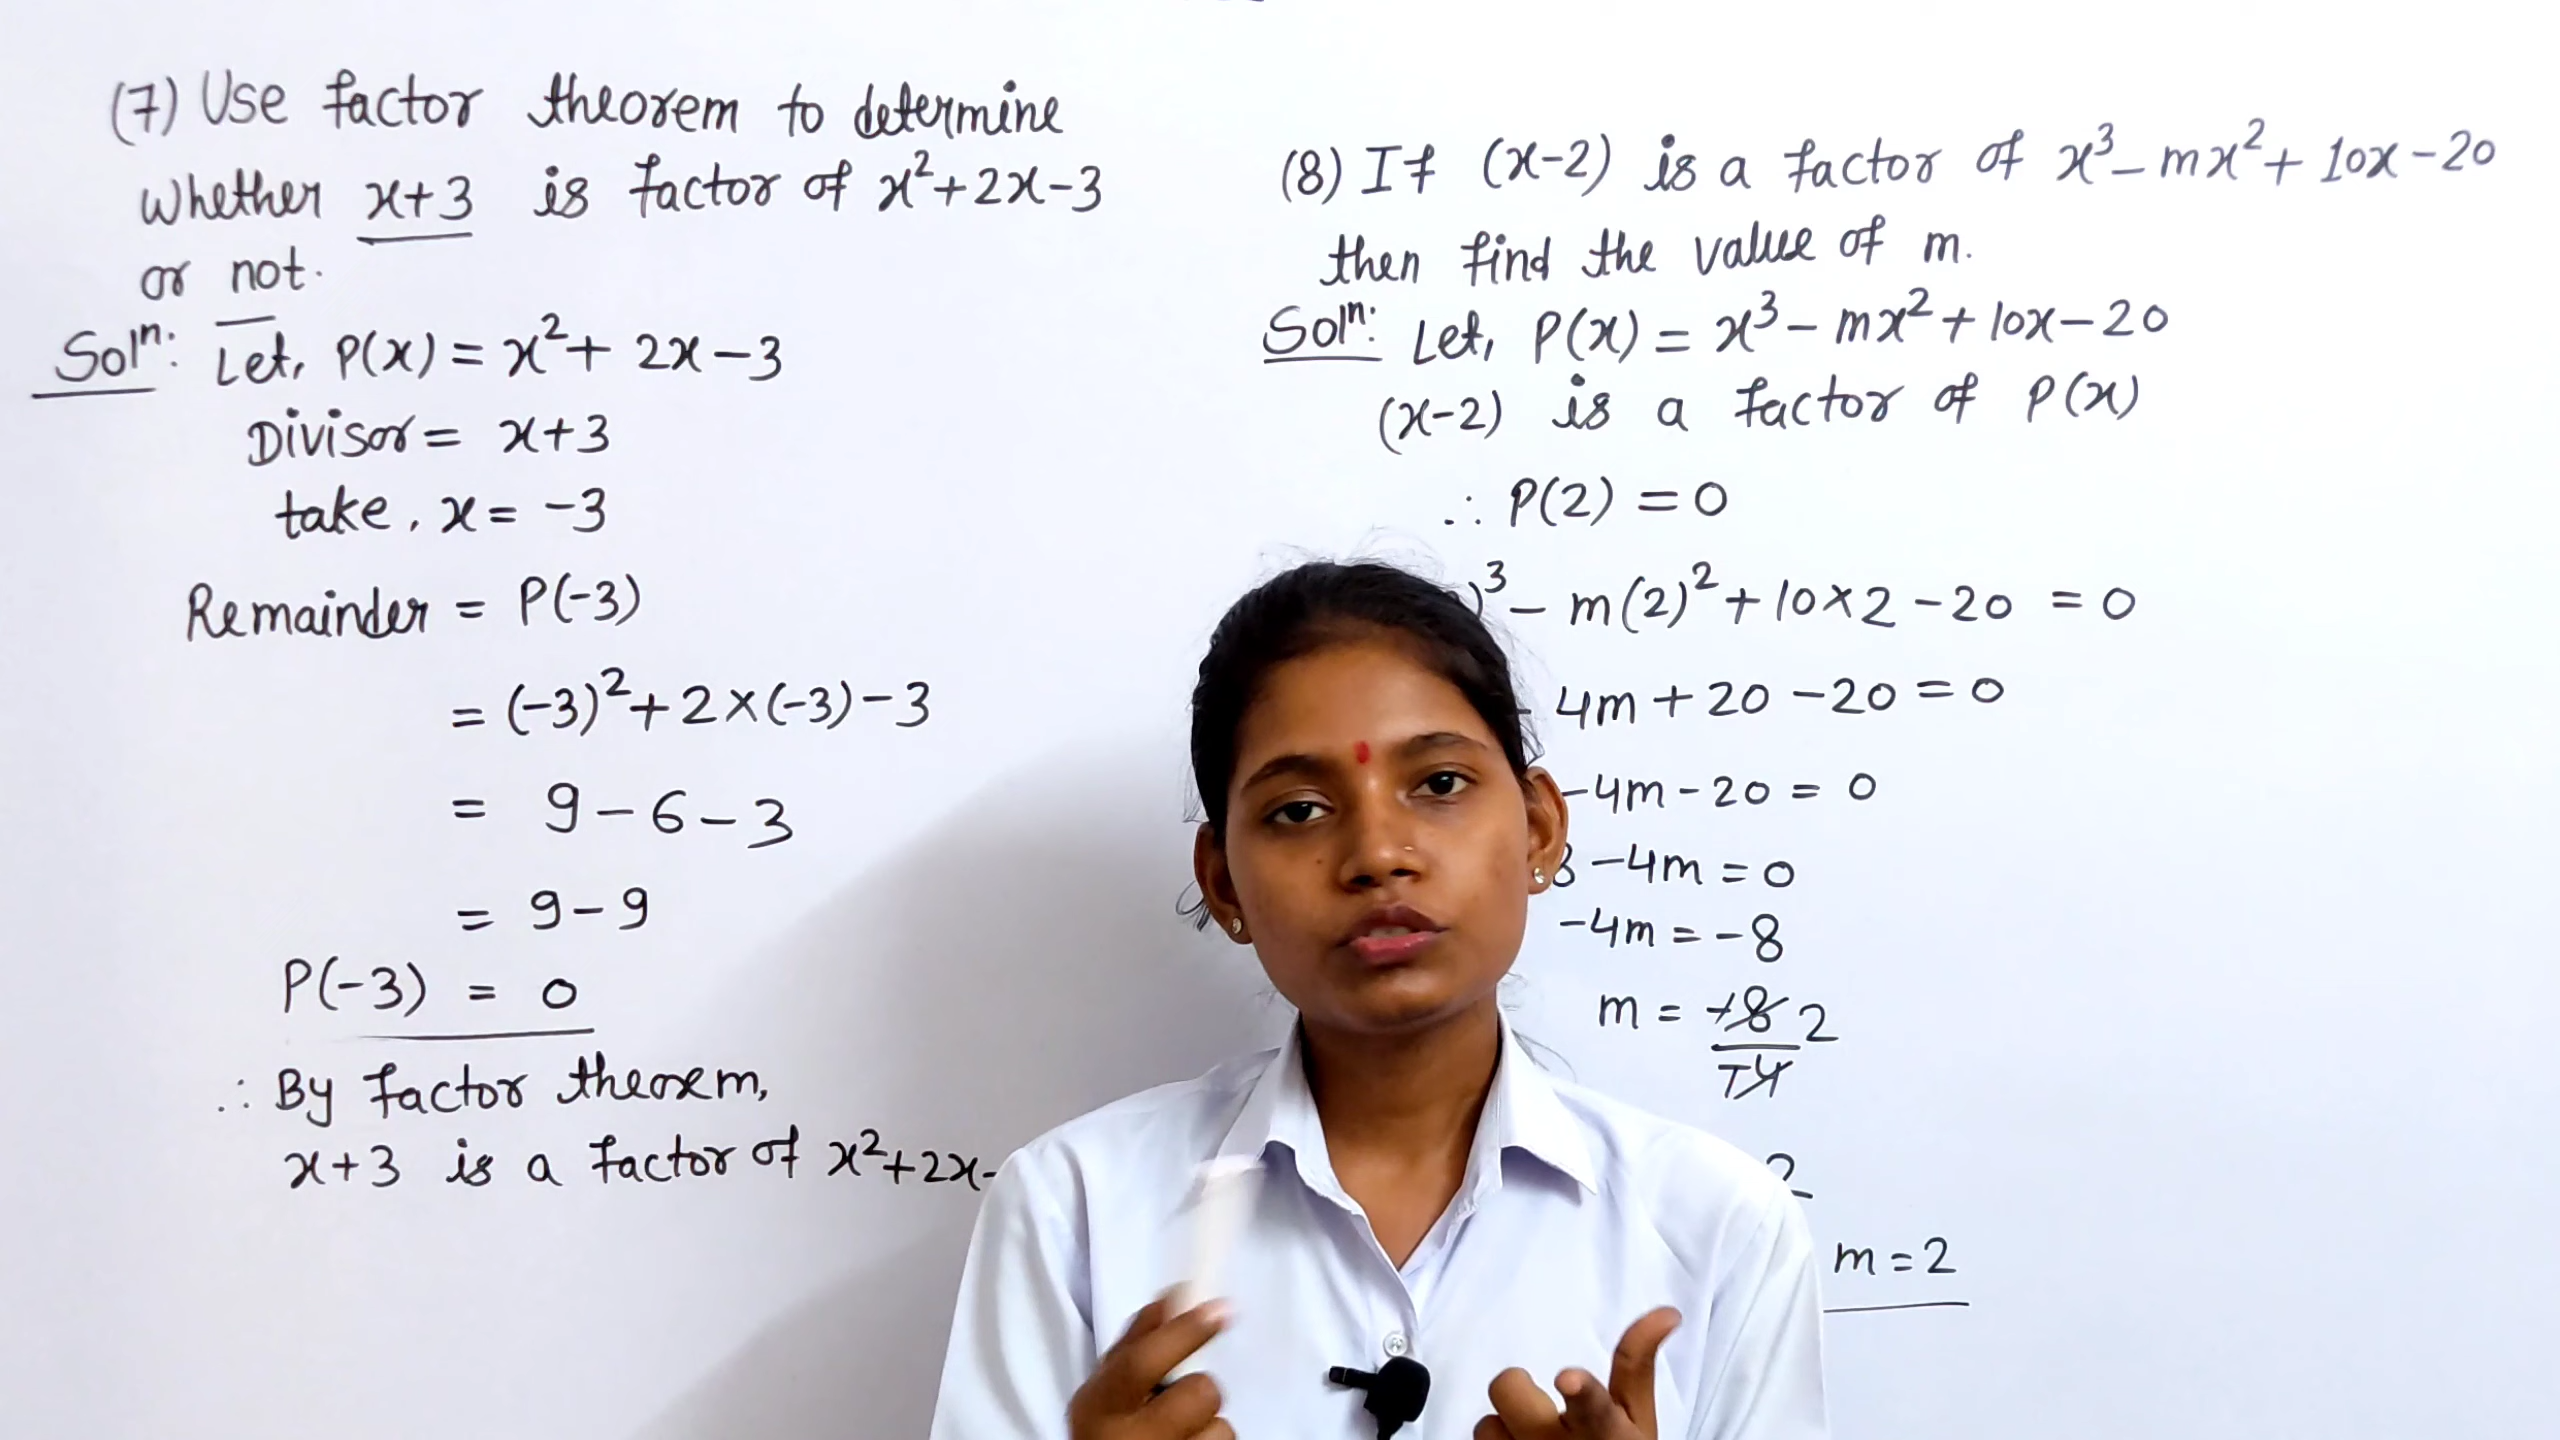 (7) Use factor theorem to determine
whether x+3 is factor of x²+2x-3
or not.
Solⁿ: Let, P(x) = x²+ 2x-3
Divisor = x+3
take, x = -3
Remainder = P(-3)
= (-3)²+2×(-3)-3
= 9-6-3
= 9-9
P(-3) = 0
∴ By factor theorem,
x+3 is a factor of x²+2x-
(8) If (x-2) is a factor of x³-mx²+10x-20
then find the value of m.
Solⁿ: Let, P(x) = x³-mx²+10x-20
(x-2) is a factor of P(x)
∴ P(2) = 0
)³- m(2)²+10×2-20 = 0
- 4m+20-20 = 0
-4m-20 = 0
8-4m = 0
-4m = -8
m = -8 2
-4
2
m = 2